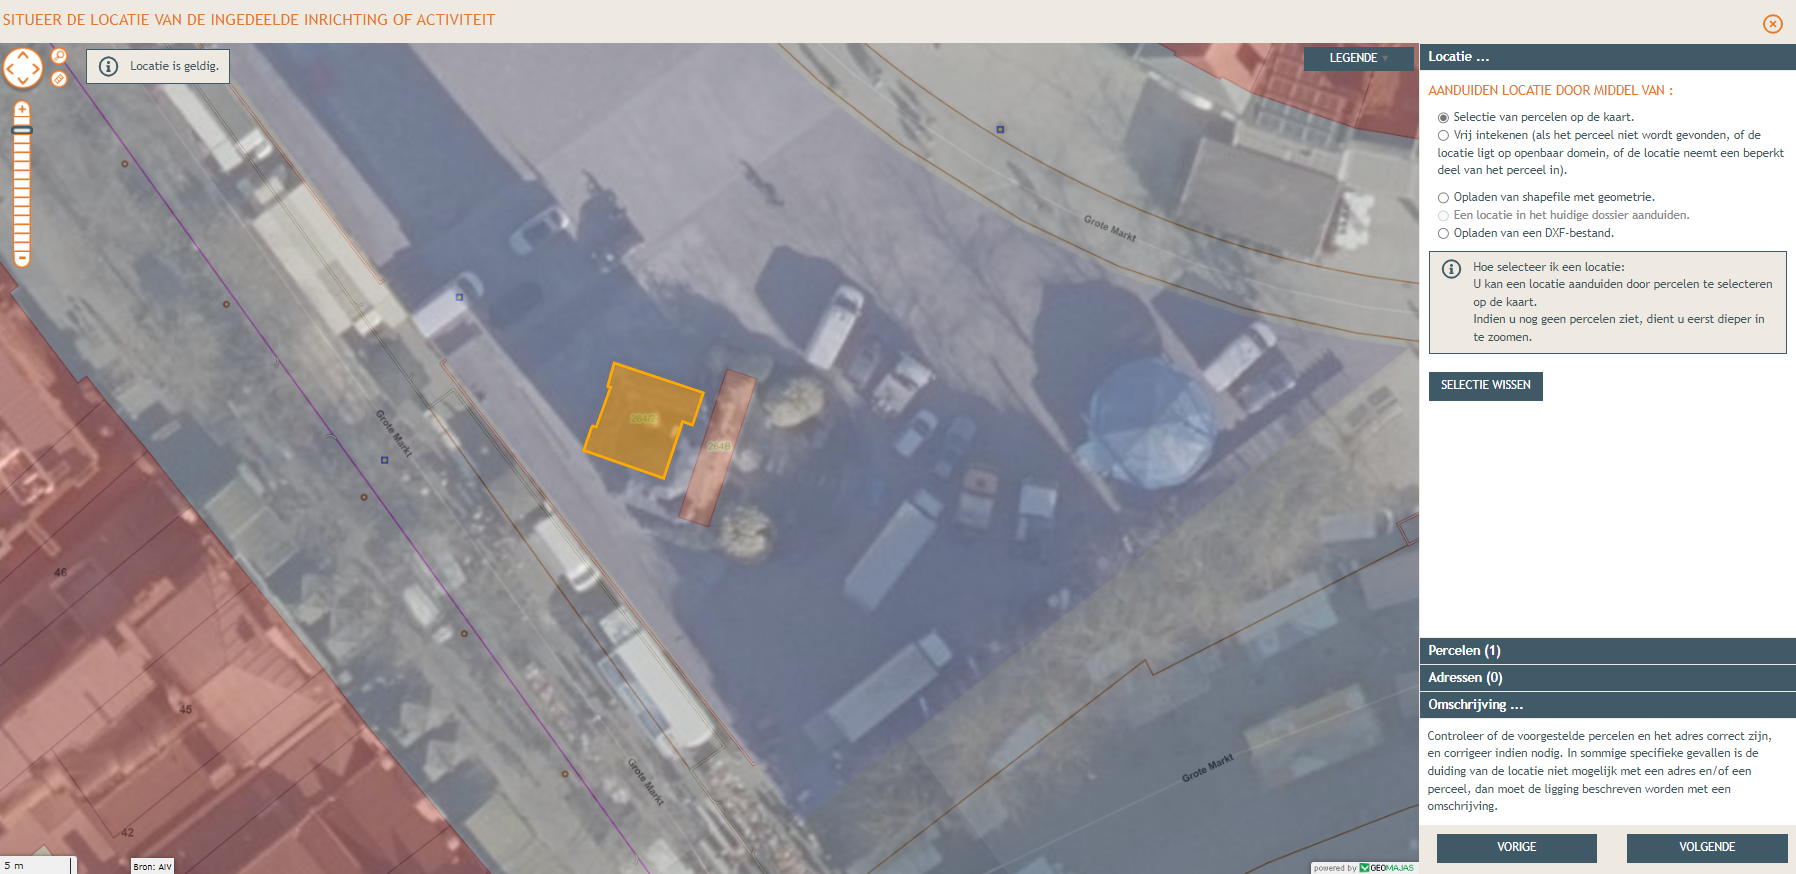 SITUEER DE LOCATIE VAN DE INGEDEELDE INRICHTING OF ACTIVITEIT
Locatie is geldig.
LEGENDE
Grote Markt
264/2
264B
Grote Markt
46
45
42
Grote Markt
Grote Markt
5 m
Bron: AIV
powered by GEOMAJAS
Locatie ...
AANDUIDEN LOCATIE DOOR MIDDEL VAN :
Selectie van percelen op de kaart.
Vrij intekenen (als het perceel niet wordt gevonden, of de
locatie ligt op openbaar domein, of de locatie neemt een beperkt
deel van het perceel in).
Opladen van shapefile met geometrie.
Een locatie in het huidige dossier aanduiden.
Opladen van een DXF-bestand.
Hoe selecteer ik een locatie:
U kan een locatie aanduiden door percelen te selecteren
op de kaart.
Indien u nog geen percelen ziet, dient u eerst dieper in
te zoomen.
SELECTIE WISSEN
Percelen (1)
Adressen (0)
Omschrijving ...
Controleer of de voorgestelde percelen en het adres correct zijn,
en corrigeer indien nodig. In sommige specifieke gevallen is de
duiding van de locatie niet mogelijk met een adres en/of een
perceel, dan moet de ligging beschreven worden met een
omschrijving.
VORIGE
VOLGENDE